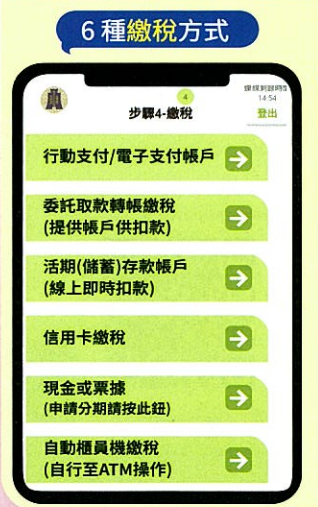 6 種繳稅方式
4
14:54
步驟4-繳稅
登出
行動支付/電子支付帳戶
委託取款轉帳繳稅
(提供帳戶供扣款)
活期(儲蓄)存款帳戶
(線上即時扣款)
信用卡繳稅
現金或票據
(申請分期請按此鈕)
自動櫃員機繳稅
(自行至ATM操作)